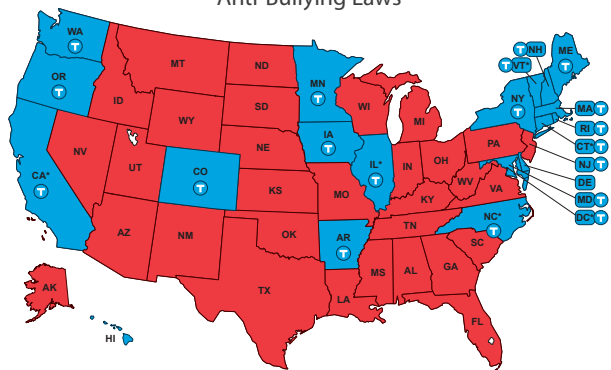 Anti-Bullying Laws
WA
T
OR
T
CA*
T
NV
ID
MT
WY
UT
CO
T
AZ
NM
ND
SD
NE
KS
OK
TX
MN
T
IA
T
MO
AR
T
LA
WI
IL*
T
MI
IN
OH
KY
TN
MS
AL
GA
FL
SC
NC*
T
VA
WV
PA
NY
T
T VT*
T NH
ME
T
MA T
RI T
CT* T
NJ T
DE
MD T
DC* T
AK
HI